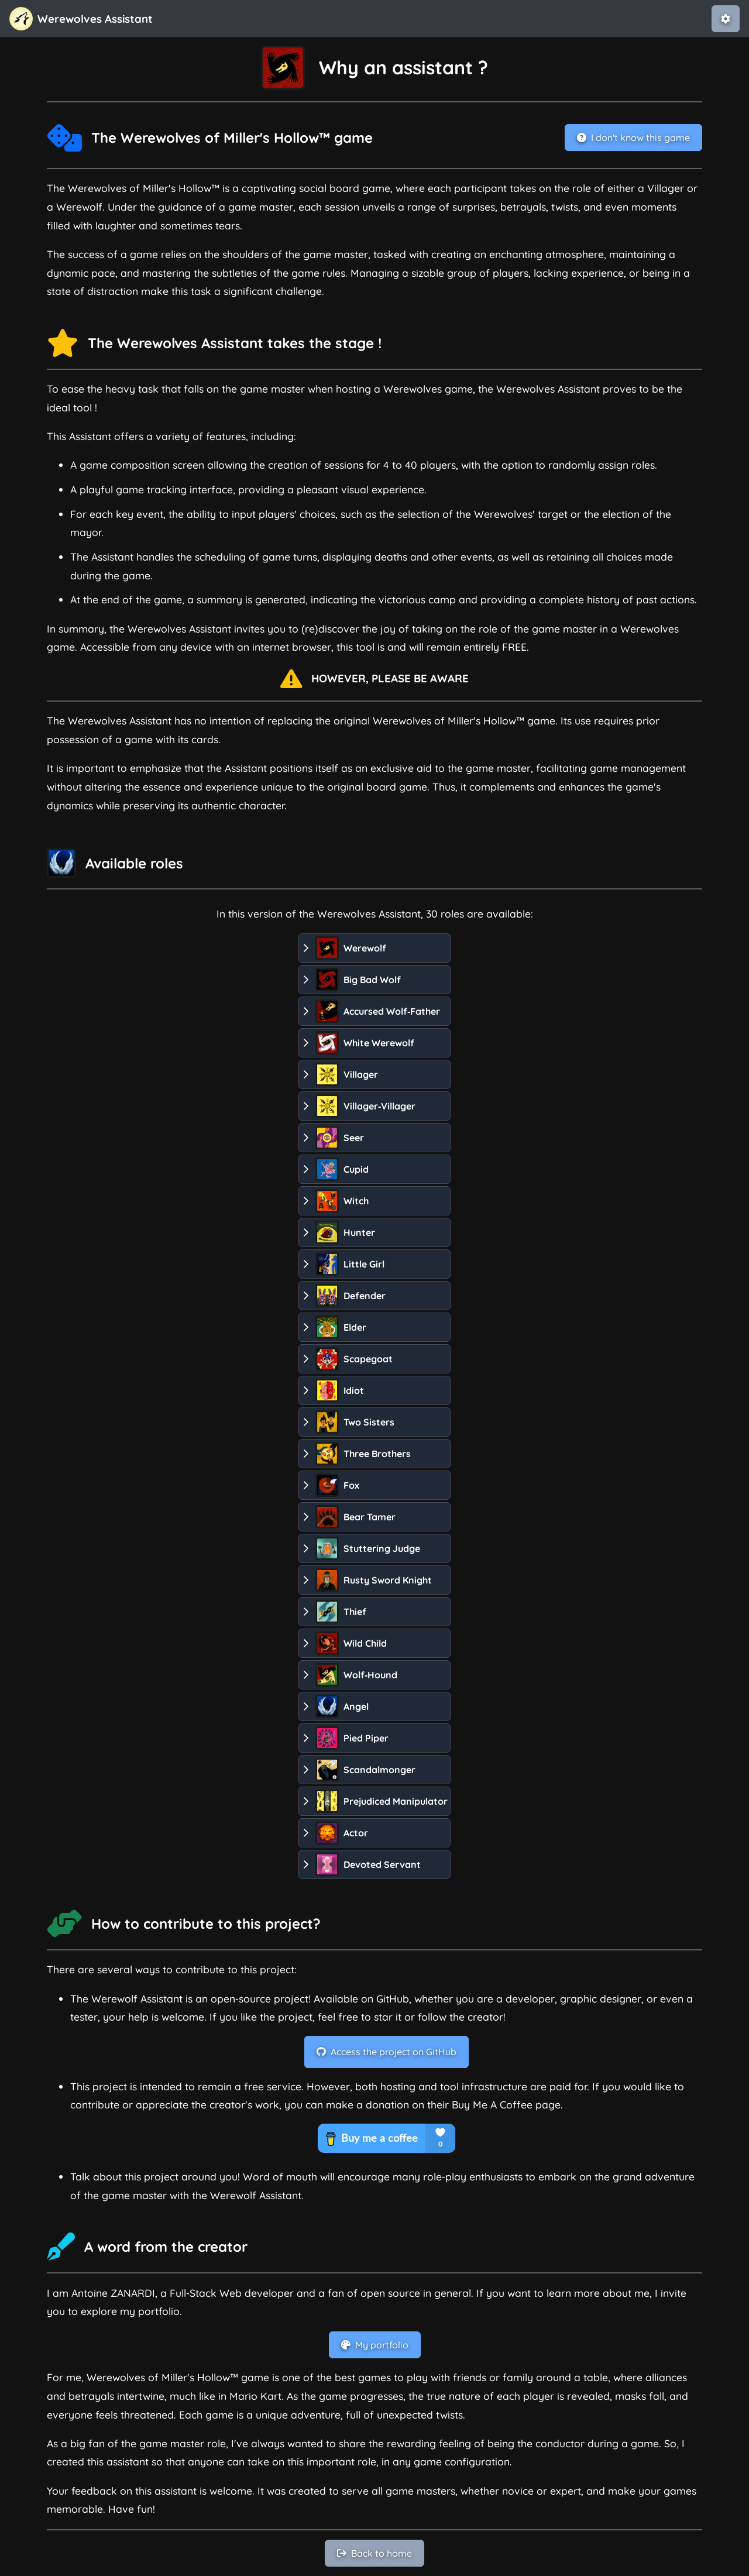 Werewolves Assistant
Why an assistant ?
The Werewolves of Miller's Hollow™ game
I don't know this game
The Werewolves of Miller's Hollow™ is a captivating social board game, where each participant takes on the role of either a Villager or
a Werewolf. Under the guidance of a game master, each session unveils a range of surprises, betrayals, twists, and even moments
filled with laughter and sometimes tears.
The success of a game relies on the shoulders of the game master, tasked with creating an enchanting atmosphere, maintaining a
dynamic pace, and mastering the subtleties of the game rules. Managing a sizable group of players, lacking experience, or being in a
state of distraction make this task a significant challenge.
The Werewolves Assistant takes the stage !
To ease the heavy task that falls on the game master when hosting a Werewolves game, the Werewolves Assistant proves to be the
ideal tool !
This Assistant offers a variety of features, including:
• A game composition screen allowing the creation of sessions for 4 to 40 players, with the option to randomly assign roles.
• A playful game tracking interface, providing a pleasant visual experience.
• For each key event, the ability to input players' choices, such as the selection of the Werewolves' target or the election of the
mayor.
• The Assistant handles the scheduling of game turns, displaying deaths and other events, as well as retaining all choices made
during the game.
• At the end of the game, a summary is generated, indicating the victorious camp and providing a complete history of past actions.
In summary, the Werewolves Assistant invites you to (re)discover the joy of taking on the role of the game master in a Werewolves
game. Accessible from any device with an internet browser, this tool is and will remain entirely FREE.
HOWEVER, PLEASE BE AWARE
The Werewolves Assistant has no intention of replacing the original Werewolves of Miller's Hollow™ game. Its use requires prior
possession of a game with its cards.
It is important to emphasize that the Assistant positions itself as an exclusive aid to the game master, facilitating game management
without altering the essence and experience unique to the original board game. Thus, it complements and enhances the game's
dynamics while preserving its authentic character.
Available roles
In this version of the Werewolves Assistant, 30 roles are available:
Werewolf
Big Bad Wolf
Accursed Wolf-Father
White Werewolf
Villager
Villager-Villager
Seer
Cupid
Witch
Hunter
Little Girl
Defender
Elder
Scapegoat
Idiot
Two Sisters
Three Brothers
Fox
Bear Tamer
Stuttering Judge
Rusty Sword Knight
Thief
Wild Child
Wolf-Hound
Angel
Pied Piper
Scandalmonger
Prejudiced Manipulator
Actor
Devoted Servant
How to contribute to this project?
There are several ways to contribute to this project:
• The Werewolf Assistant is an open-source project! Available on GitHub, whether you are a developer, graphic designer, or even a
tester, your help is welcome. If you like the project, feel free to star it or follow the creator!
Access the project on GitHub
• This project is intended to remain a free service. However, both hosting and tool infrastructure are paid for. If you would like to
contribute or appreciate the creator's work, you can make a donation on their Buy Me A Coffee page.
Buy me a coffee
0
• Talk about this project around you! Word of mouth will encourage many role-play enthusiasts to embark on the grand adventure
of the game master with the Werewolf Assistant.
A word from the creator
I am Antoine ZANARDI, a Full-Stack Web developer and a fan of open source in general. If you want to learn more about me, I invite
you to explore my portfolio.
My portfolio
For me, Werewolves of Miller's Hollow™ game is one of the best games to play with friends or family around a table, where alliances
and betrayals intertwine, much like in Mario Kart. As the game progresses, the true nature of each player is revealed, masks fall, and
everyone feels threatened. Each game is a unique adventure, full of unexpected twists.
As a big fan of the game master role, I've always wanted to share the rewarding feeling of being the conductor during a game. So, I
created this assistant so that anyone can take on this important role, in any game configuration.
Your feedback on this assistant is welcome. It was created to serve all game masters, whether novice or expert, and make your games
memorable. Have fun!
Back to home